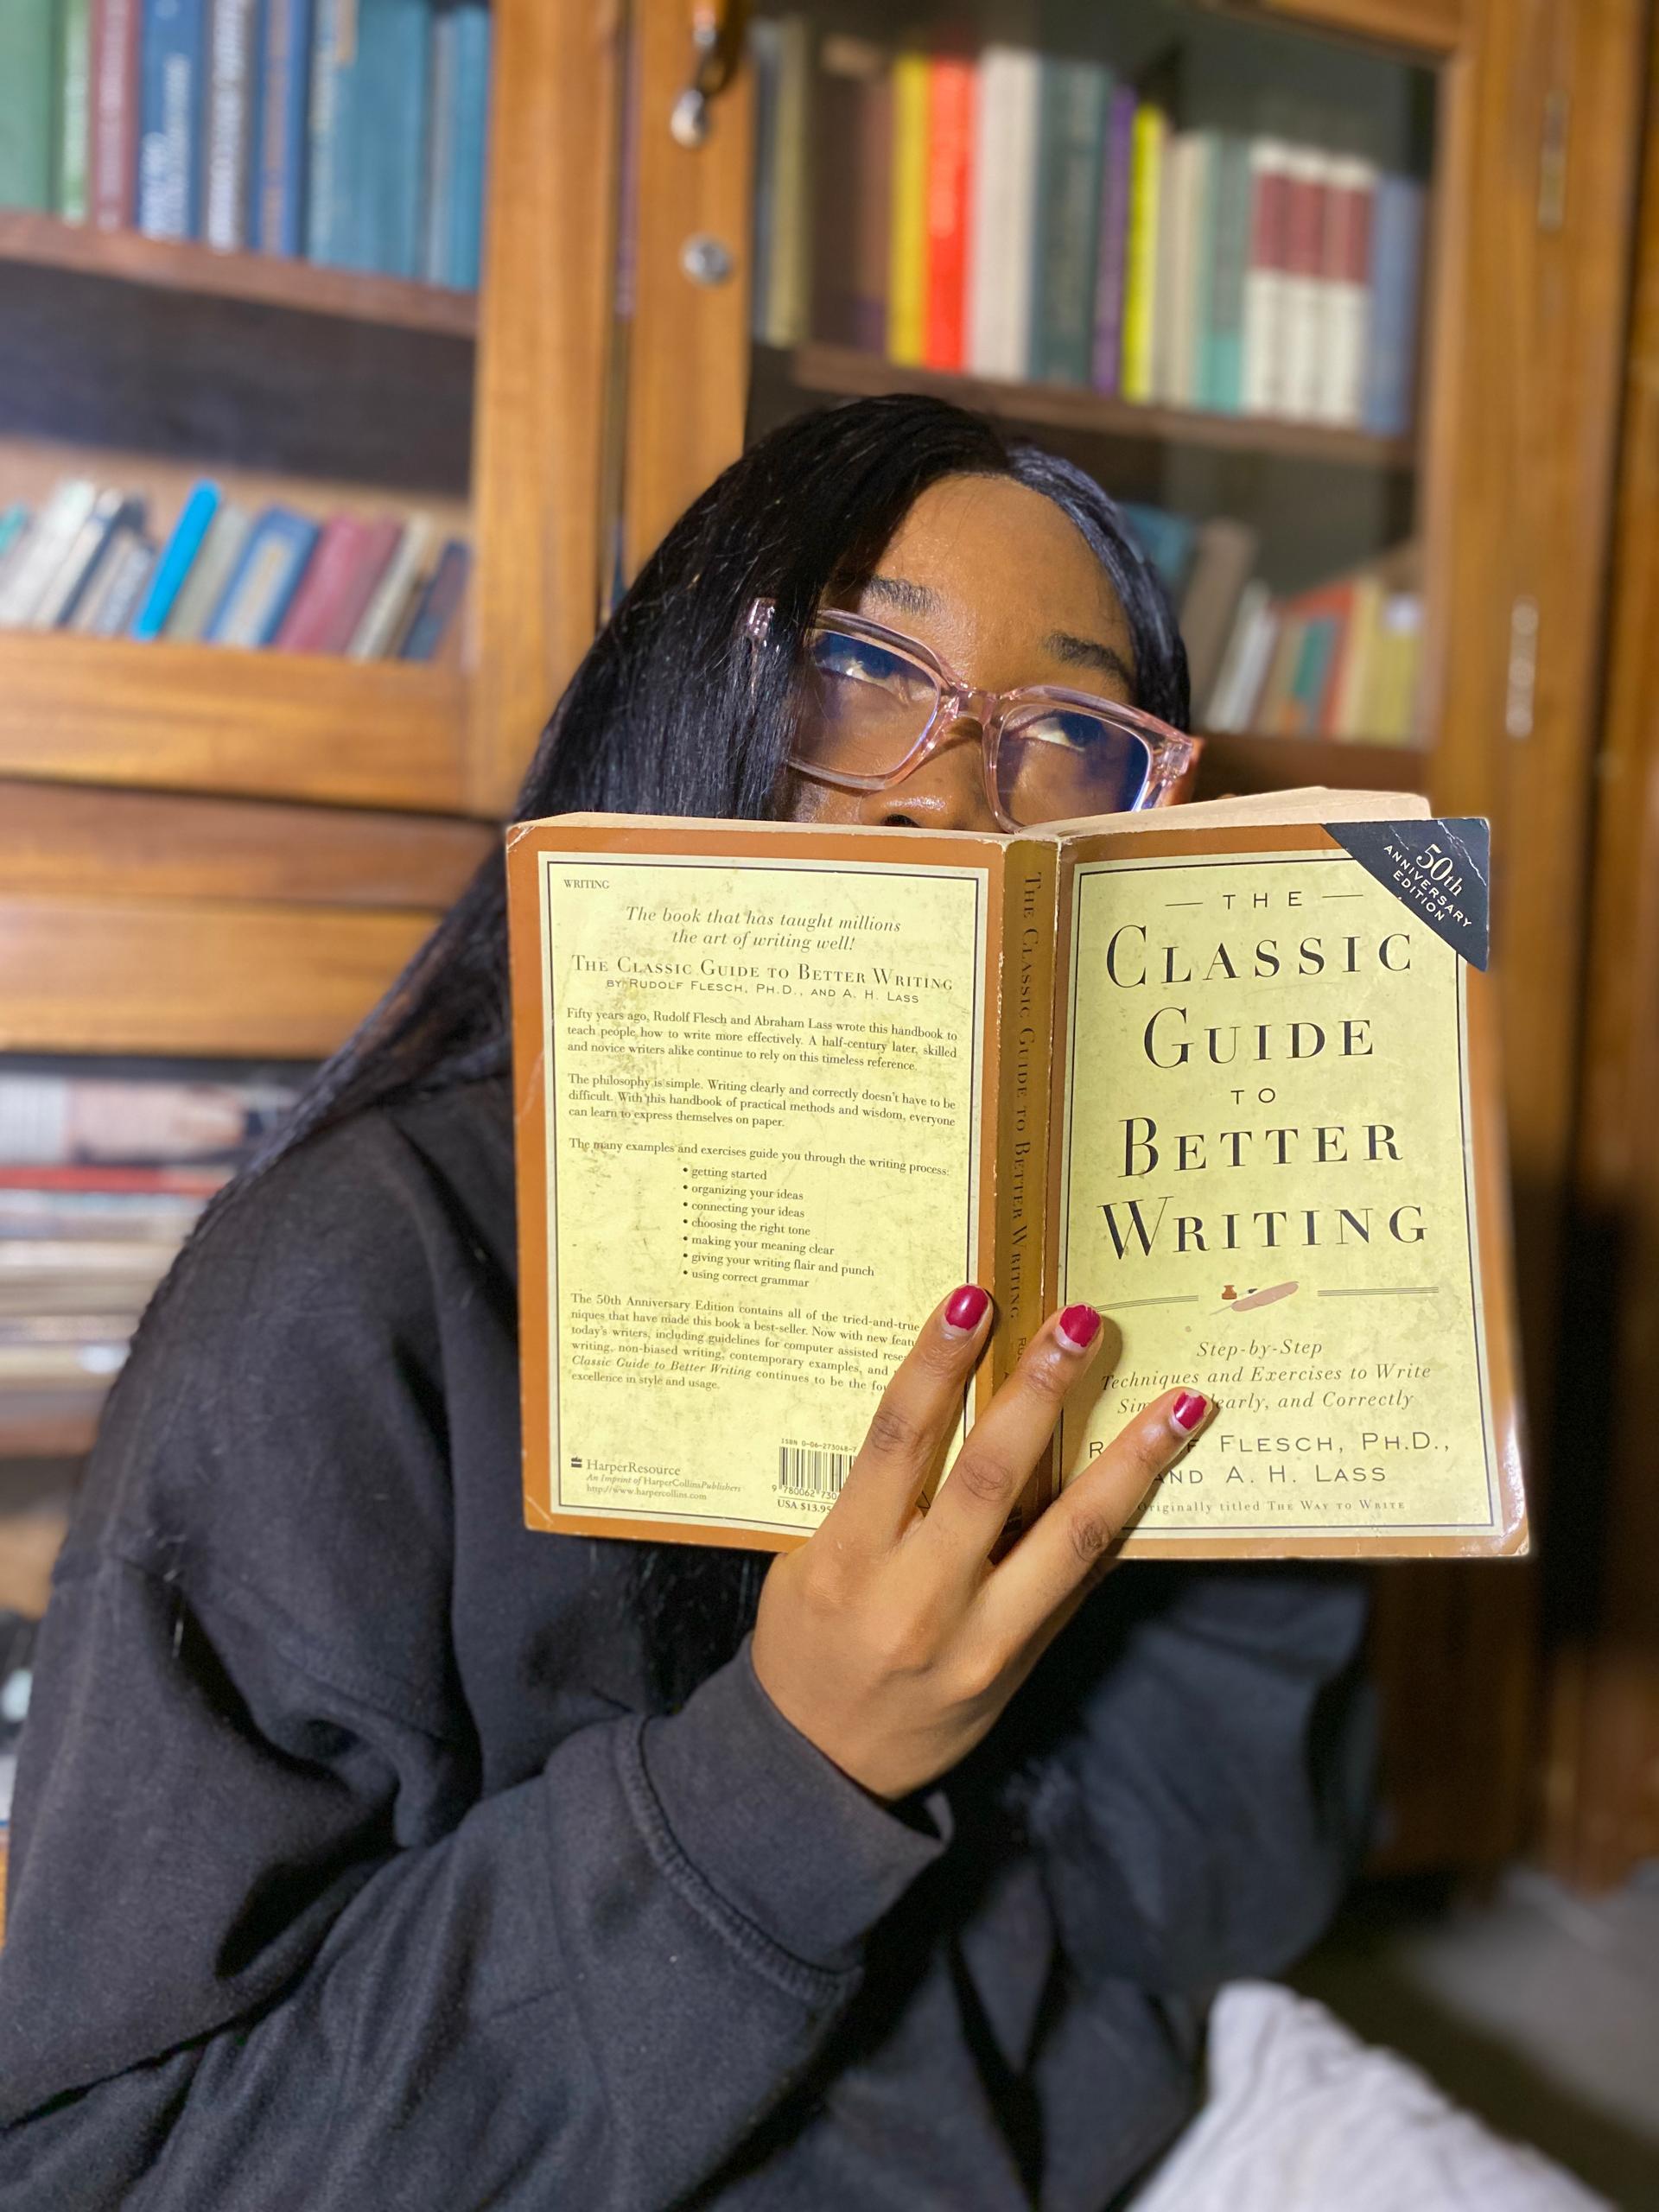 WRITING
The book that has taught millions
the art of writing well!
THE CLASSIC GUIDE TO BETTER WRITING
BY RUDOLF FLESCH, PH.D., AND A. H. LASS
Fifty years ago, Rudolf Flesch and Abraham Lass wrote this handbook to
teach people how to write more effectively. A half-century later, skilled
and novice writers alike continue to rely on this timeless reference.
The philosophy is simple. Writing clearly and correctly doesn't have to be
difficult. With this handbook of practical methods and wisdom, everyone
can learn to express themselves on paper.
The many examples and exercises guide you through the writing process:
• getting started
• organizing your ideas
• connecting your ideas
• choosing the right tone
• making your meaning clear
• giving your writing flair and punch
• using correct grammar
The 50th Anniversary Edition contains all of the tried-and-true
niques that have made this book a best-seller. Now with new
today's writers, including guidelines for computer assisted
writing, non-biased writing, contemporary examples, and
Classic Guide to Better Writing continues to be the
excellence in style and usage.
HarperResource
An Imprint of HarperCollinsPublishers
http://www.harpercollins.com
ISBN 0-06-273048-7
9 780062 730
USA $13.95
THE CLASSIC GUIDE TO BETTER WRITING
50th
ANNIVERSARY
EDITION
THE
CLASSIC
GUIDE
TO
BETTER
WRITING
Step-by-Step
Techniques and Exercises to Write
and Correctly
FLESCH, PH.D.,
AND A. H. LASS
Originally titled THE WAY TO WRITE